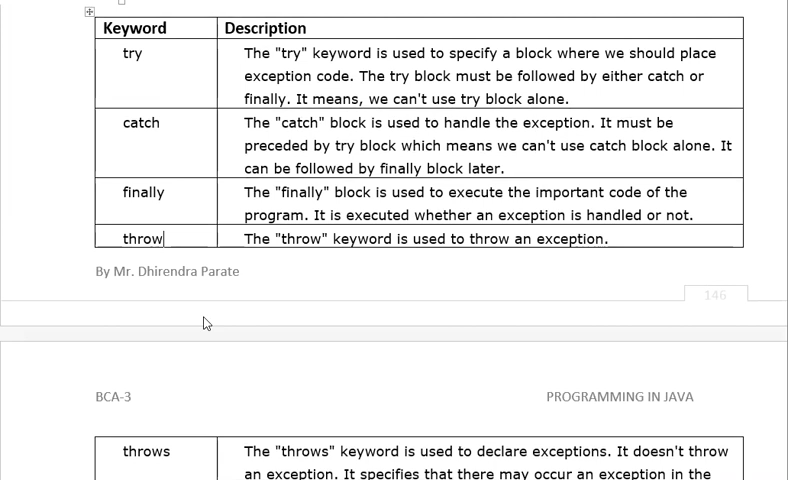 Keyword Description
try The "try" keyword is used to specify a block where we should place
exception code. The try block must be followed by either catch or
finally. It means, we can't use try block alone.
catch The "catch" block is used to handle the exception. It must be
preceded by try block which means we can't use catch block alone. It
can be followed by finally block later.
finally The "finally" block is used to execute the important code of the
program. It is executed whether an exception is handled or not.
throw The "throw" keyword is used to throw an exception.
By Mr. Dhirendra Parate
146
BCA-3 PROGRAMMING IN JAVA
throws The "throws" keyword is used to declare exceptions. It doesn't throw
an exception. It specifies that there may occur an exception in the